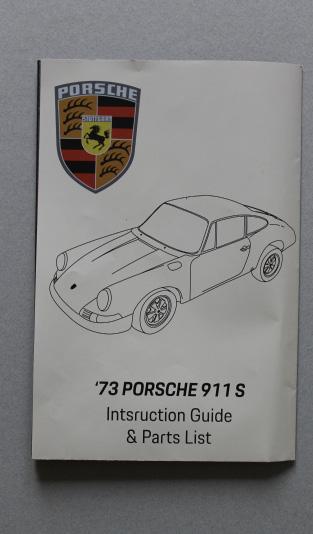 PORSCHE
STUTTGART
'73 PORSCHE 911 S
Intsruction Guide
& Parts List